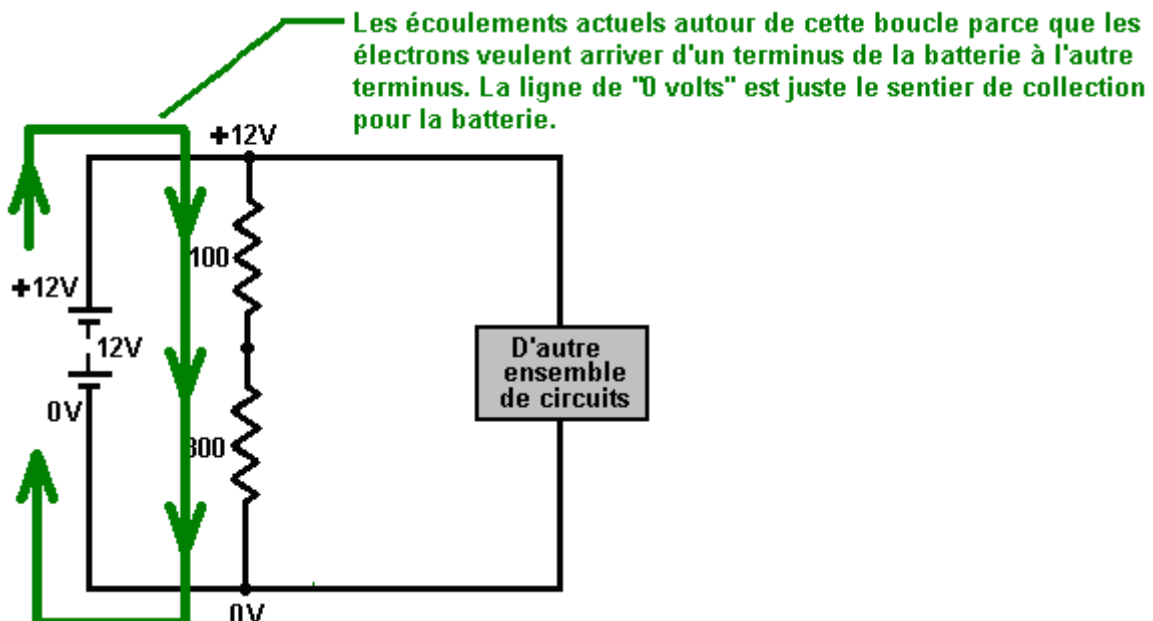 Les écoulements actuels autour de cette boucle parce que les
électrons veulent arriver d'un terminus de la batterie à l'autre
terminus. La ligne de "0 volts" est juste le sentier de collection
pour la batterie.
+12V
100
+12V
12V
D'autre
ensemble
de circuits
0V
0V